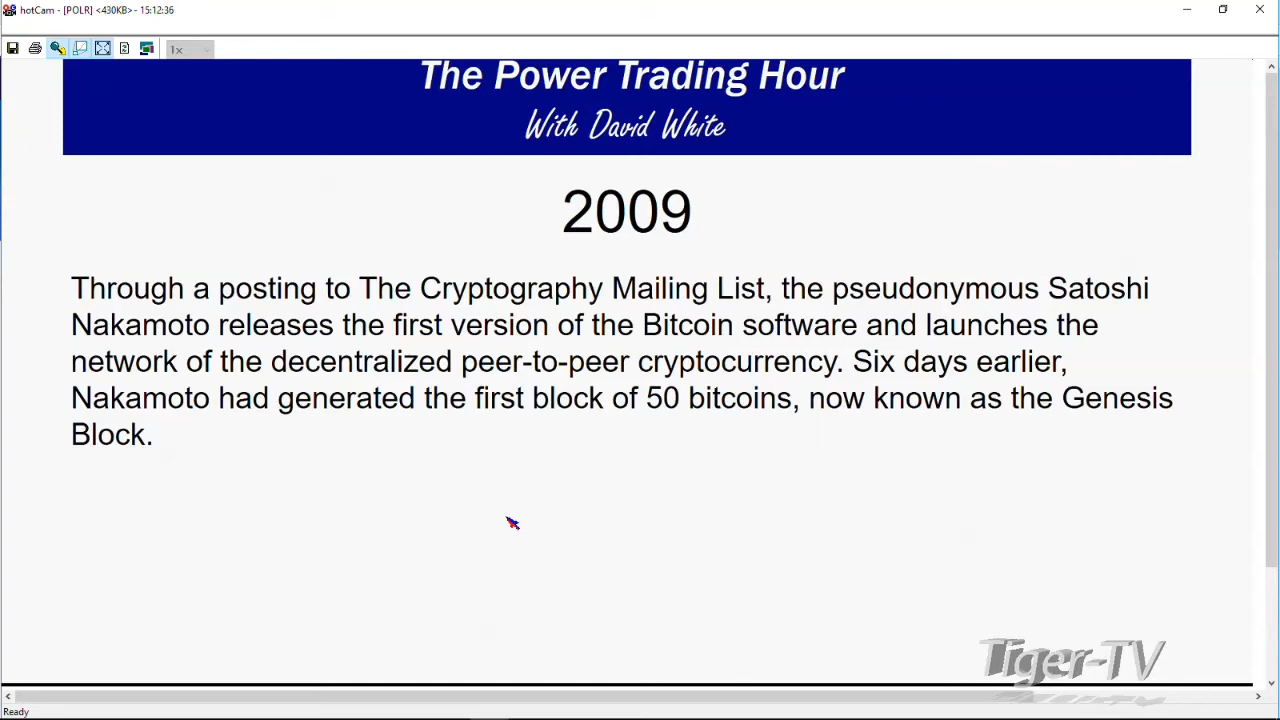 hotCam - [POLR] <430KB> - 15:12:36
1x
The Power Trading Hour
With David White
2009
Through a posting to The Cryptography Mailing List, the pseudonymous Satoshi
Nakamoto releases the first version of the Bitcoin software and launches the
network of the decentralized peer-to-peer cryptocurrency. Six days earlier,
Nakamoto had generated the first block of 50 bitcoins, now known as the Genesis
Block.
Tiger-TV
Ready